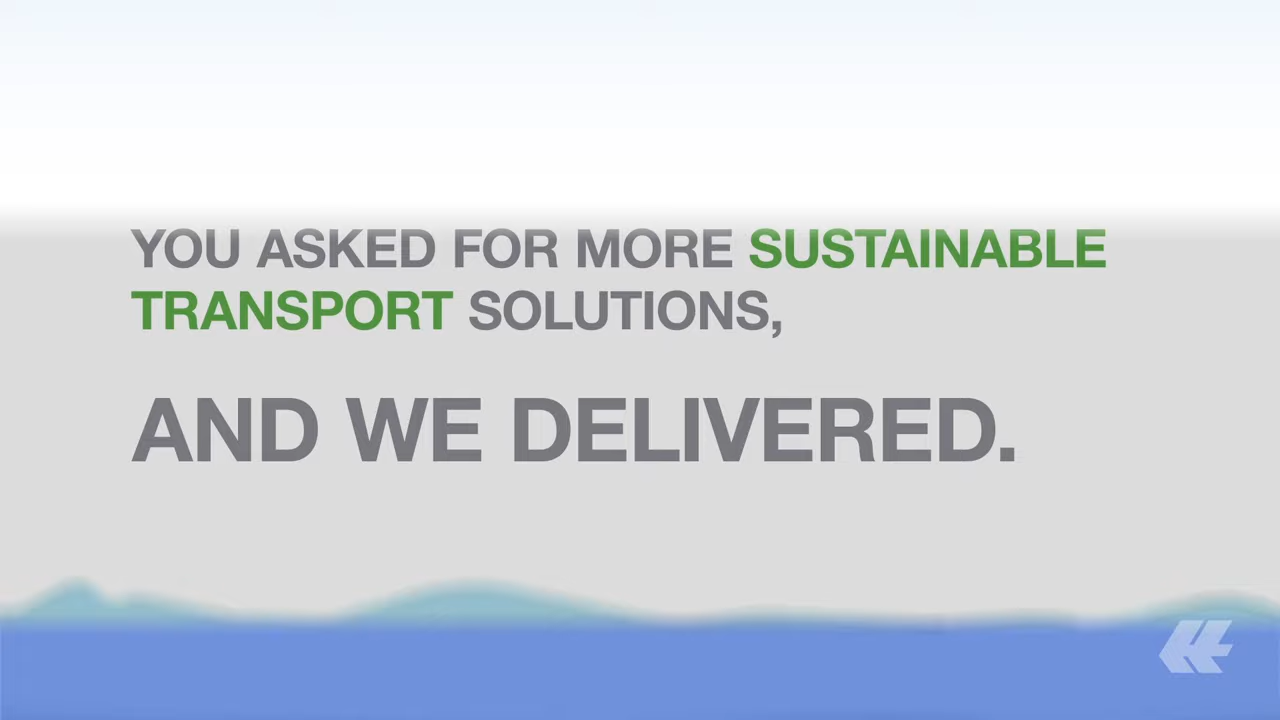 YOU ASKED FOR MORE SUSTAINABLE
TRANSPORT SOLUTIONS,
AND WE DELIVERED.